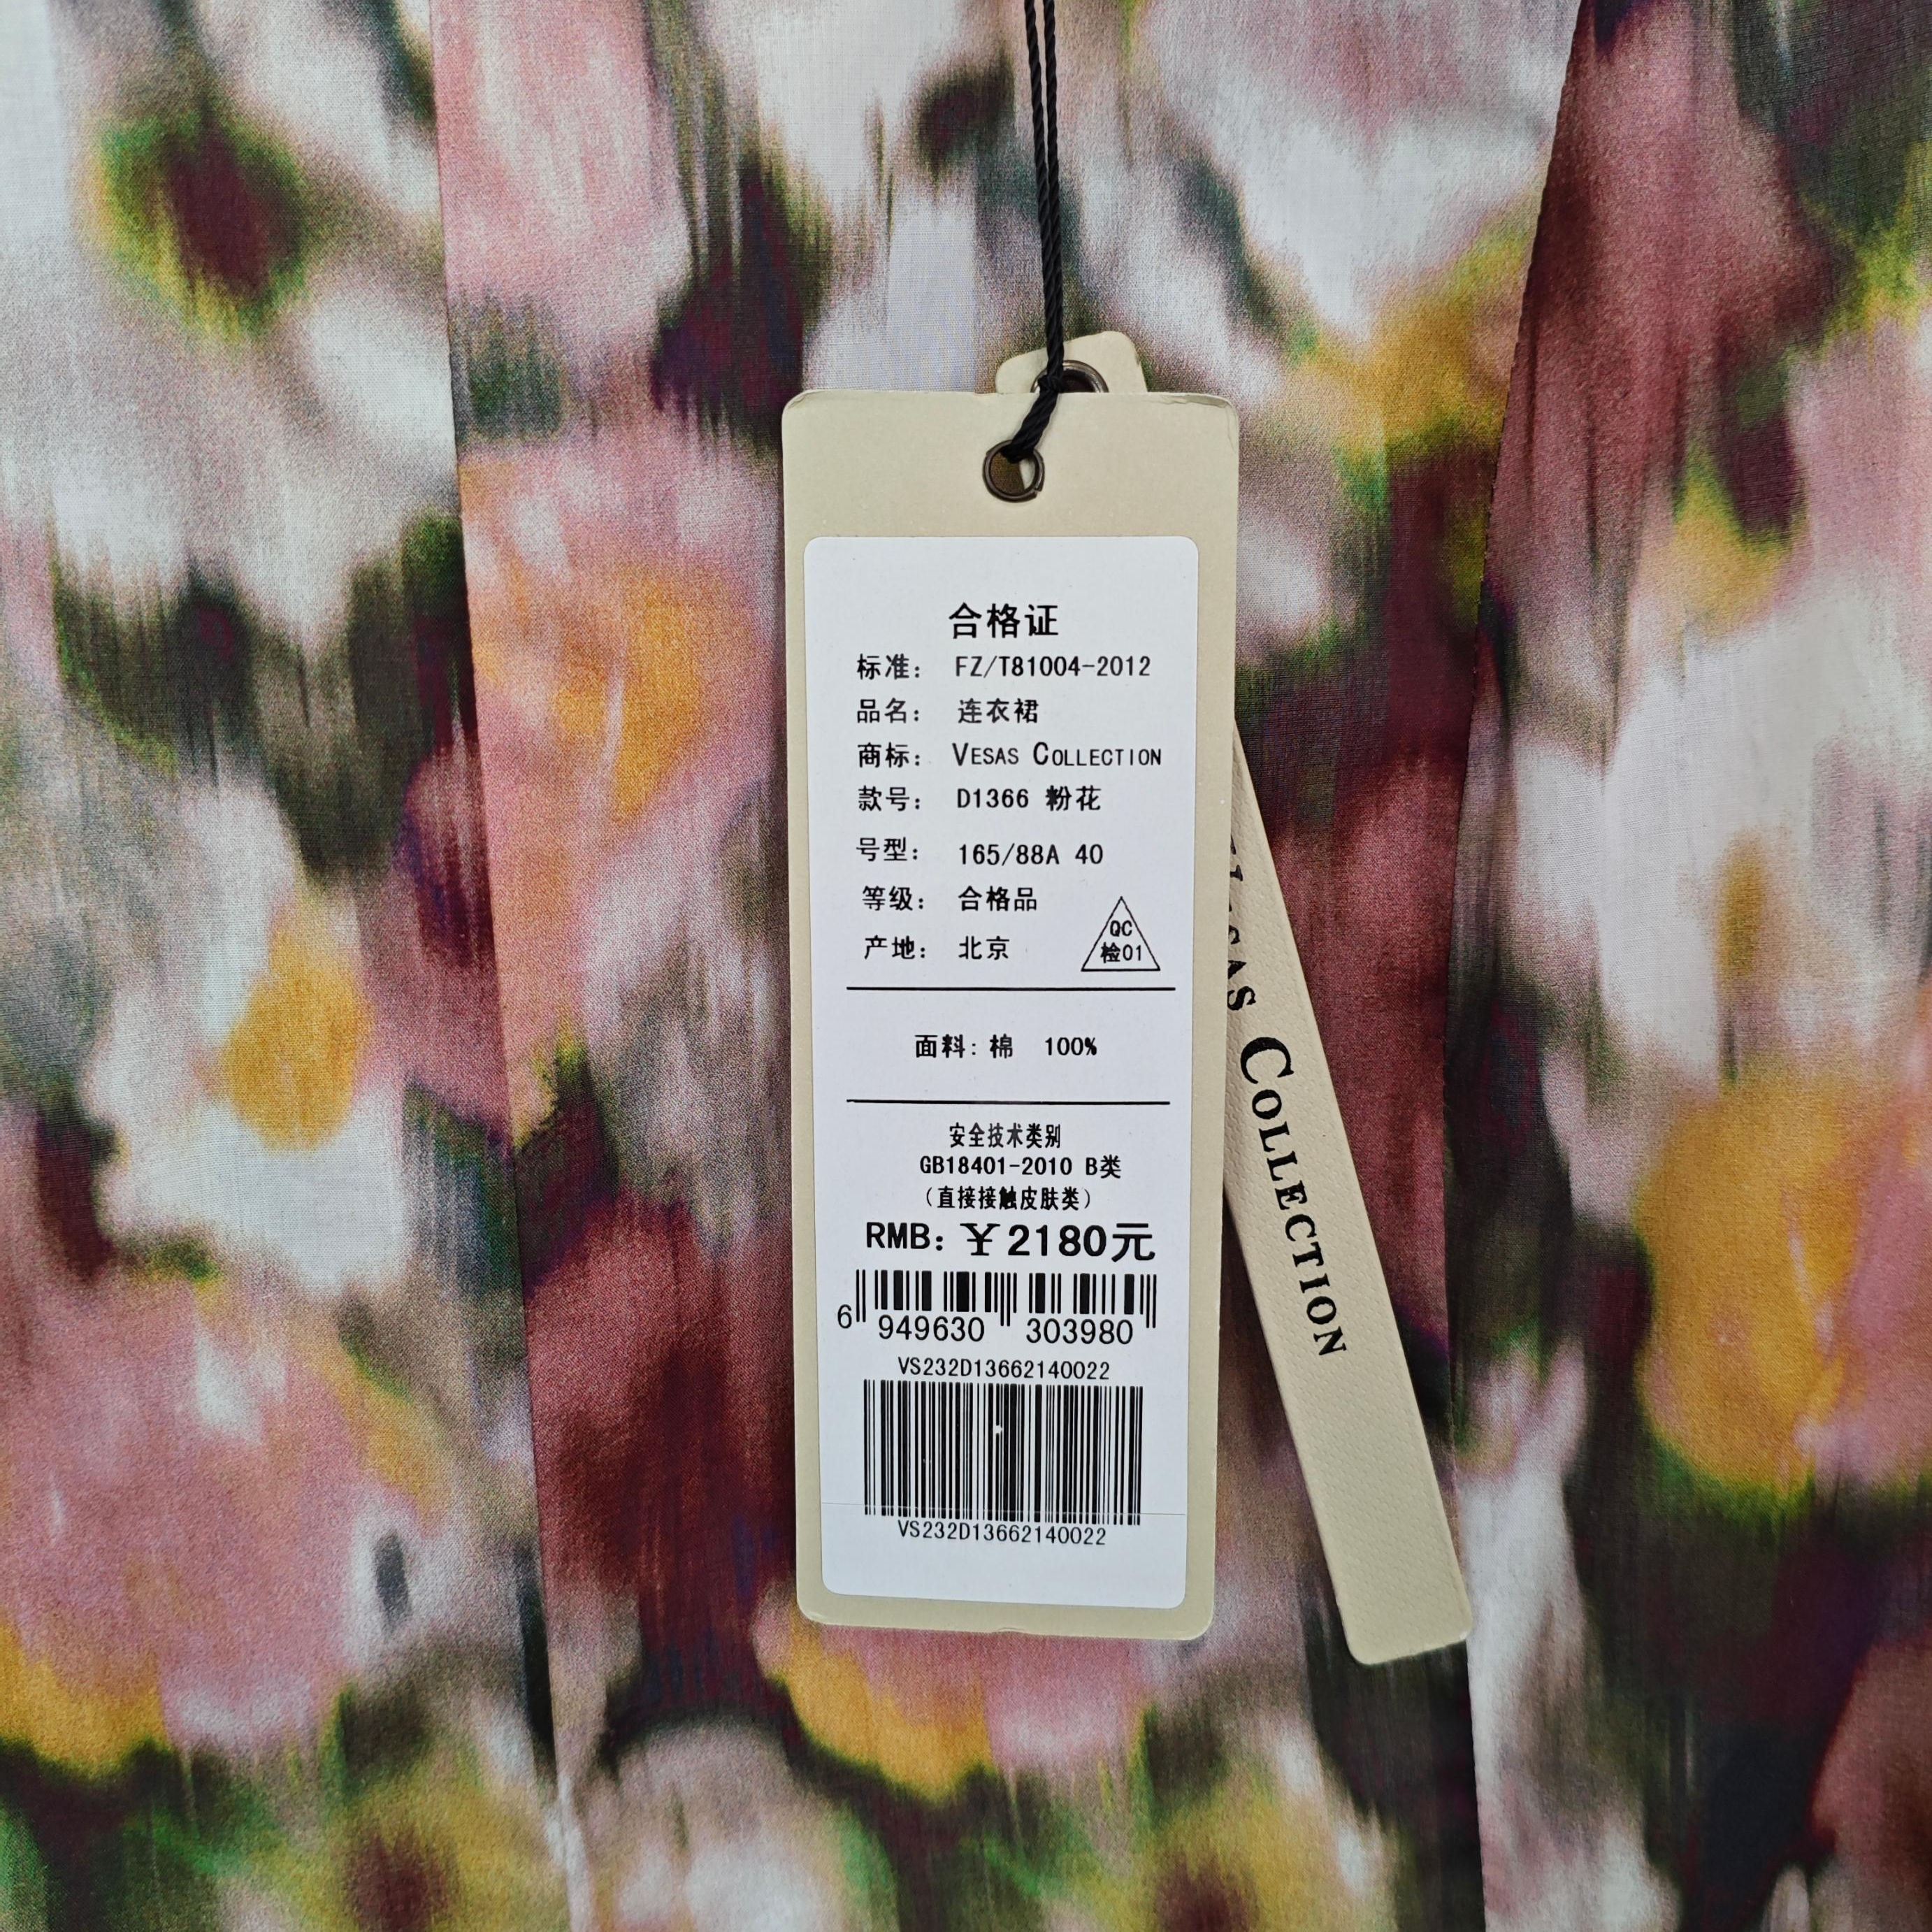 合格证
标准： FZ/T81004-2012
品名： 连衣裙
商标： VESAS COLLECTION
款号： D1366 粉花
号型： 165/88A 40
等级： 合格品
产地： 北京
QC
检01
面料: 棉 100%
安全技术类别
GB18401-2010 B类
（直接接触皮肤类）
RMB: ￥2180元
6 949630 303980
VS232D13662140022
VS232D13662140022
COLLECTION